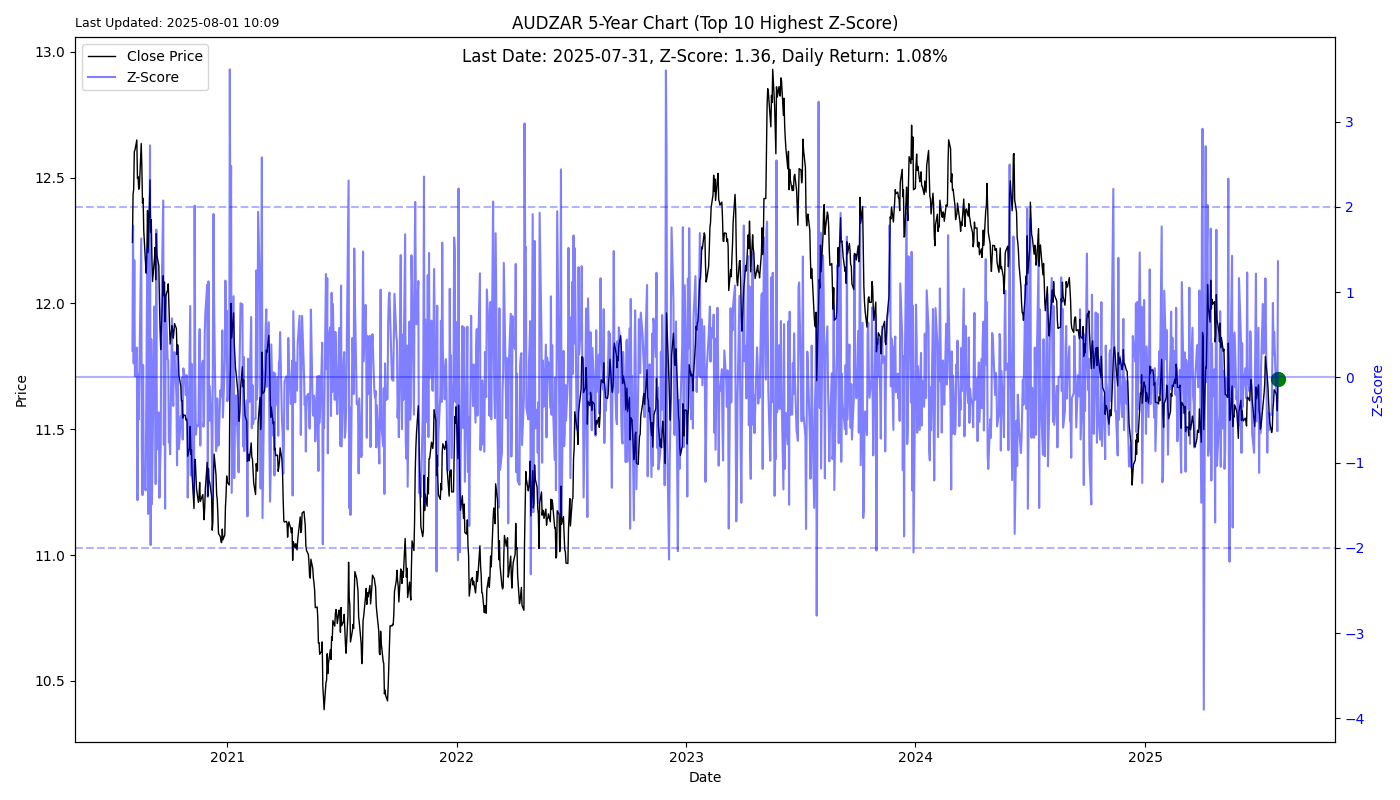 Last Updated: 2025-08-01 10:09
AUDZAR 5-Year Chart (Top 10 Highest Z-Score)
Last Date: 2025-07-31, Z-Score: 1.36, Daily Return: 1.08%
Close Price
Z-Score
13.0
12.5
12.0
11.5
11.0
10.5
Price
3
2
1
0
−1
−2
−3
−4
Z-Score
2021
2022
2023
2024
2025
Date